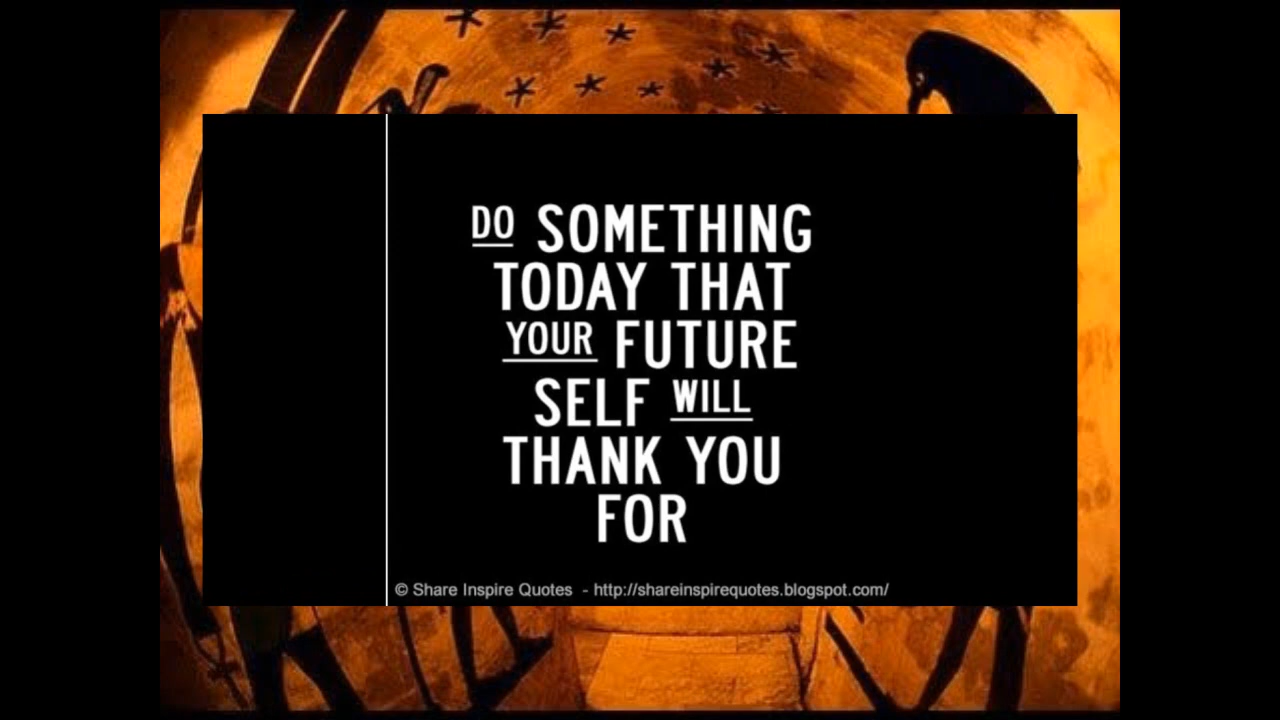 DO SOMETHING
TODAY THAT
YOUR FUTURE
SELF WILL
THANK YOU
FOR
© Share Inspire Quotes - http://shareinspirequotes.blogspot.com/